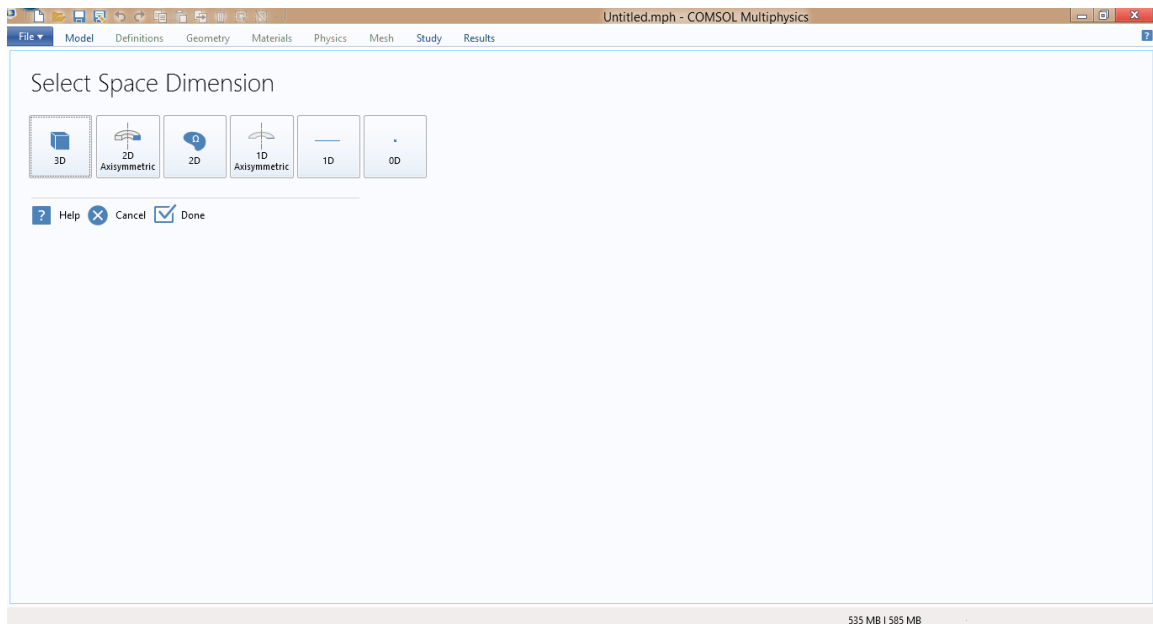 Untitled.mph - COMSOL Multiphysics
File Model Definitions Geometry Materials Physics Mesh Study Results
Select Space Dimension
3D
2D
Axisymmetric
Ω
2D
1D
Axisymmetric
1D
0D
? Help Cancel Done
535 MB | 585 MB